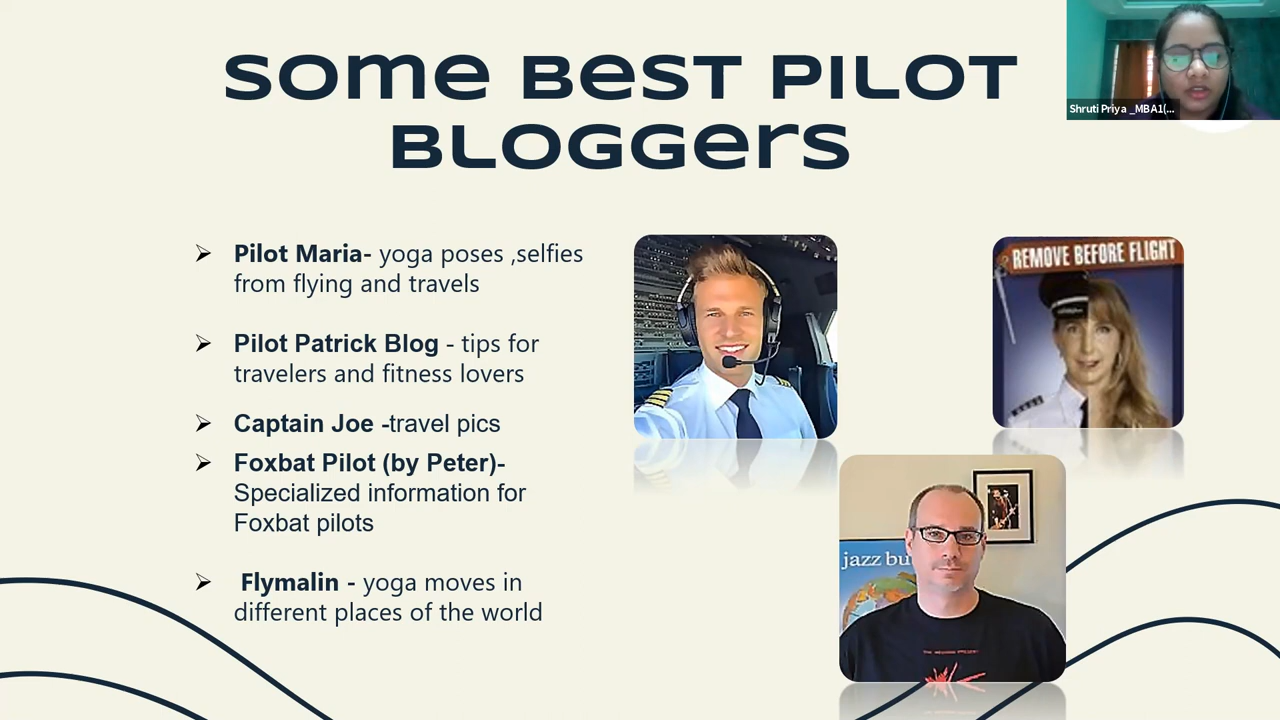 SOME BEST PILOT
BLOGGERS
Shruti Priya _MBA1(...
➢ Pilot Maria- yoga poses ,selfies
from flying and travels
➢ Pilot Patrick Blog - tips for
travelers and fitness lovers
➢ Captain Joe -travel pics
➢ Foxbat Pilot (by Peter)-
Specialized information for
Foxbat pilots
➢ Flymalin - yoga moves in
different places of the world
REMOVE BEFORE FLIGHT
jazz bu